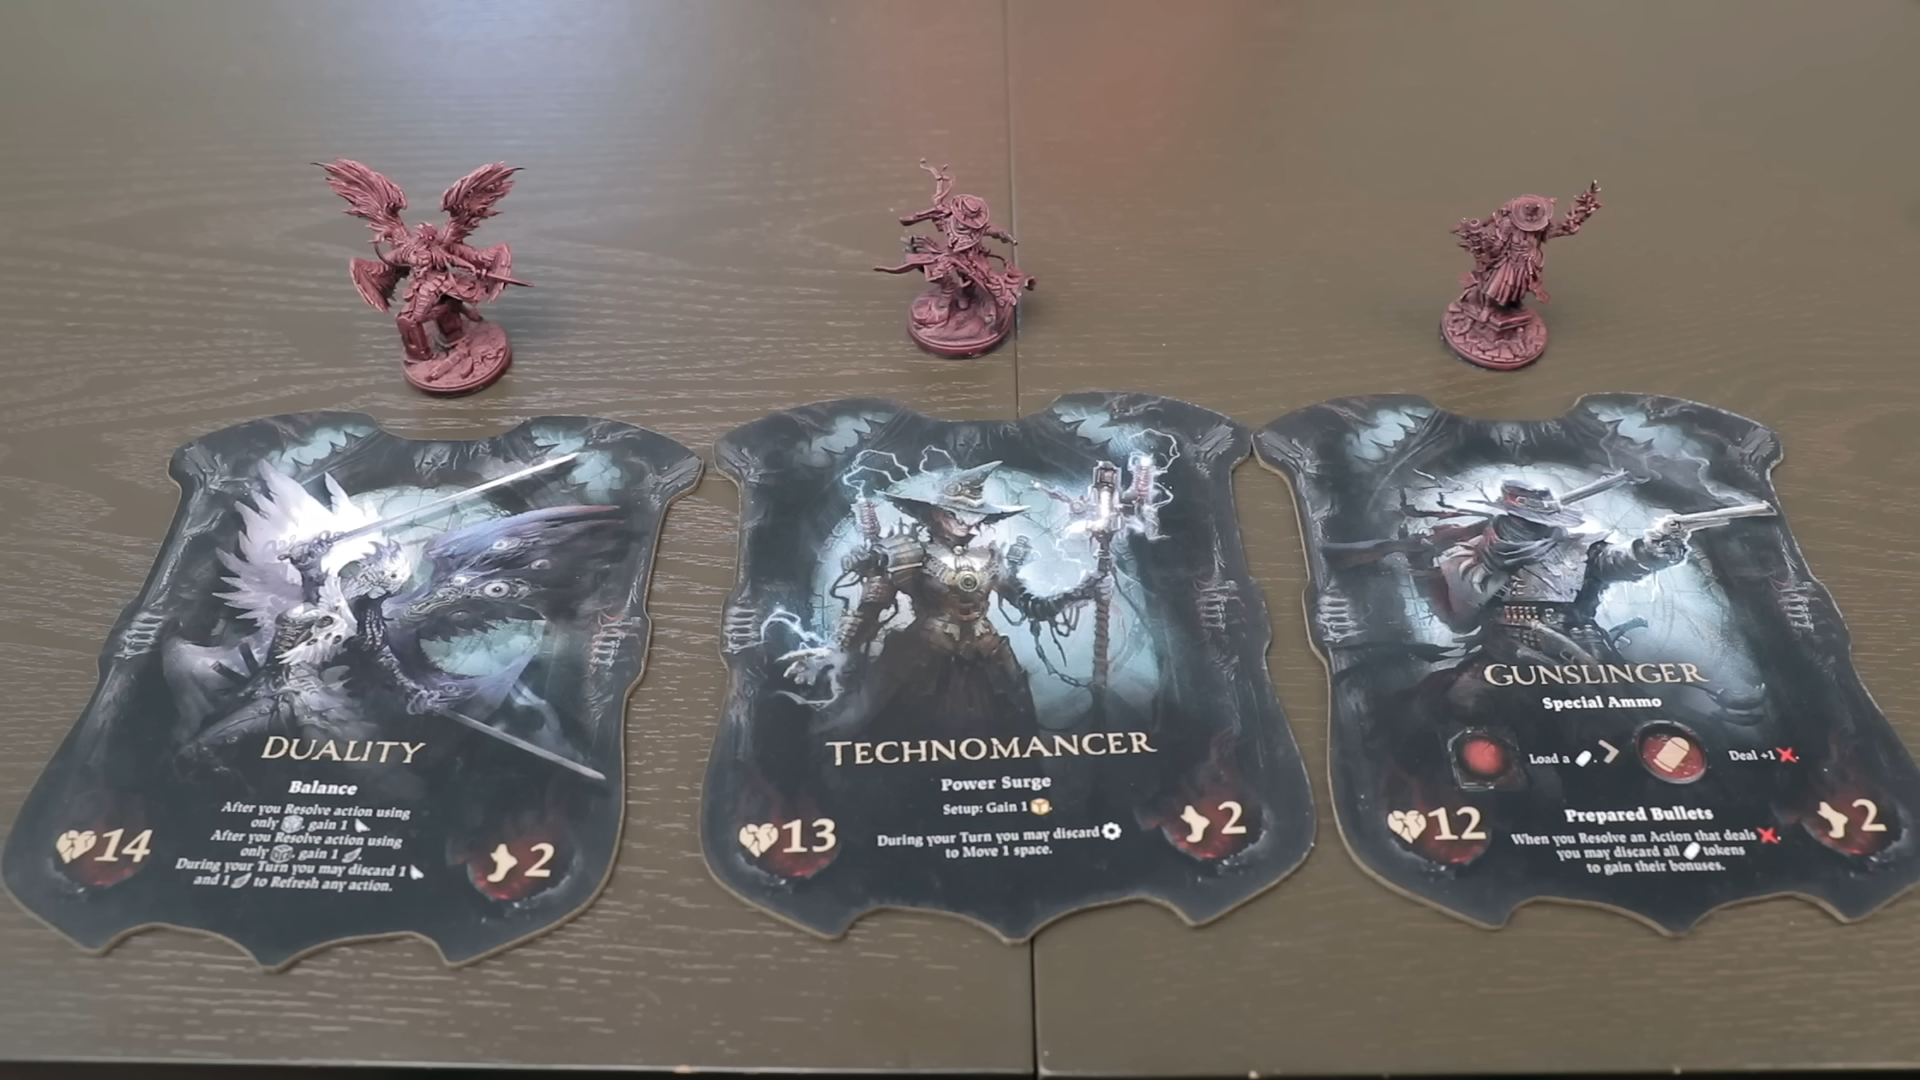 DUALITY
Balance
After you Resolve action using
only , gain 1
After you Resolve action using
only , gain 1 .
During your Turn you may discard 1
and 1 to Refresh any action.
14
2
TECHNOMANCER
Power Surge
Setup: Gain 1 .
During your Turn you may discard
to Move 1 space.
13
2
GUNSLINGER
Special Ammo
Load a . Deal +1 .
Prepared Bullets
When you Resolve an Action that deals ,
you may discard all tokens
to gain their bonuses.
12
2